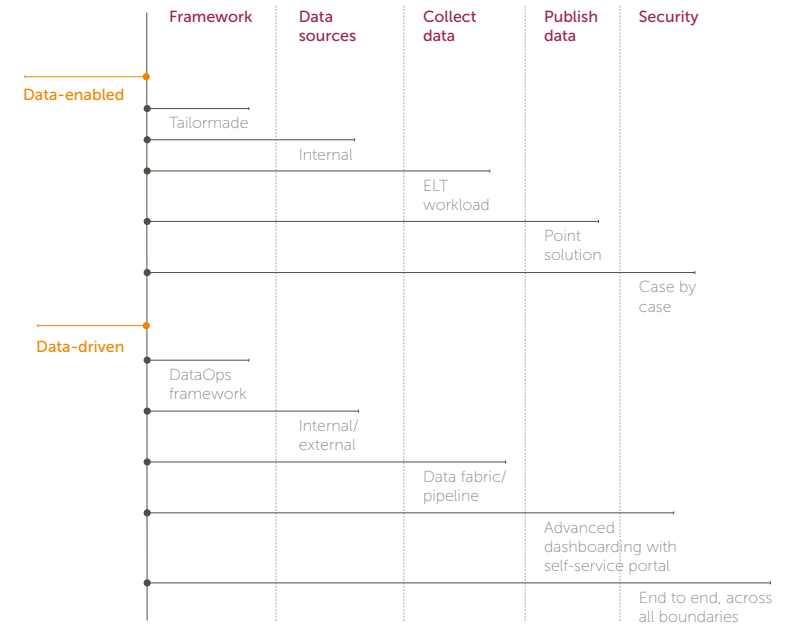 Framework
Data
sources
Collect
data
Publish
data
Security
Data-enabled
Tailormade
Internal
ELT
workload
Point
solution
Case by
case
Data-driven
DataOps
framework
Internal/
external
Data fabric/
pipeline
Advanced
dashboarding with
self-service portal
End to end, across
all boundaries